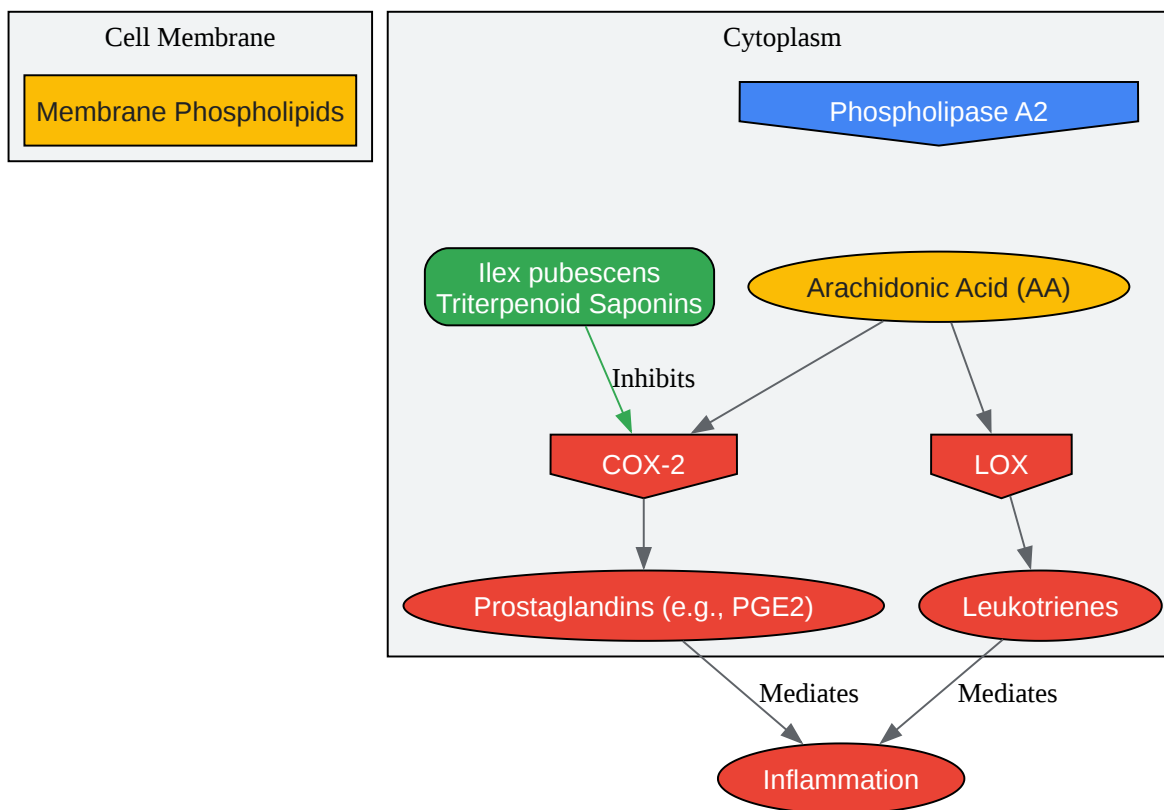 Cell Membrane
Membrane Phospholipids
Cytoplasm
Phospholipase A2
Ilex pubescens
Triterpenoid Saponins
Arachidonic Acid (AA)
Inhibits
COX-2
LOX
Prostaglandins (e.g., PGE2)
Leukotrienes
Mediates
Mediates
Inflammation